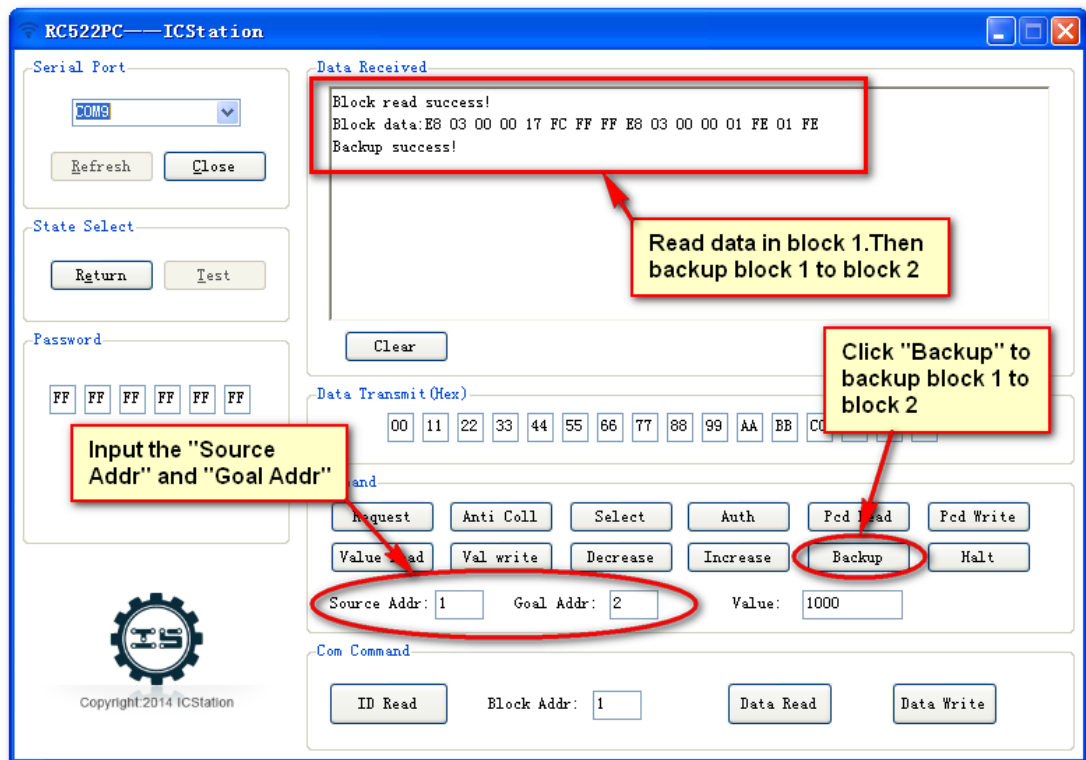 RC522PC——ICStation
Serial Port
COM9
Refresh Close
State Select
Return Test
Password
FF FF FF FF FF FF
Data Received
Block read success!
Block data:E8 03 00 00 17 FC FF FF E8 03 00 00 01 FE 01 FE
Backup success!
Read data in block 1.Then
backup block 1 to block 2
Clear
Click "Backup" to
backup block 1 to
block 2
Data Transmit(Hex)
00 11 22 33 44 55 66 77 88 99 AA BB
Input the "Source
Addr" and "Goal Addr"
Request Anti Coll Select Auth Pcd Read Pcd Write
Value Read Val write Decrease Increase Backup Halt
Source Addr: 1 Goal Addr: 2 Value: 1000
Com Command
ID Read Block Addr: 1 Data Read Data Write
IS
Copyright:2014 ICStation